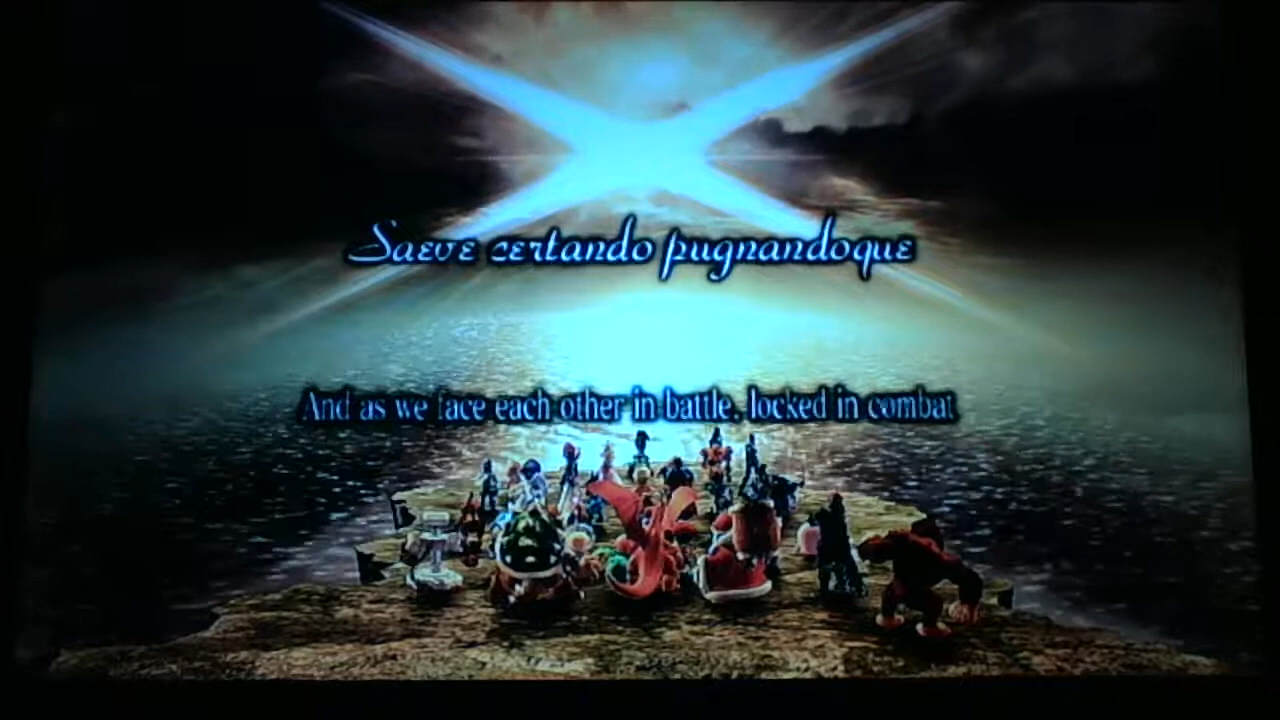 Saeve certando pugnandoque
And as we face each other in battle, locked in combat